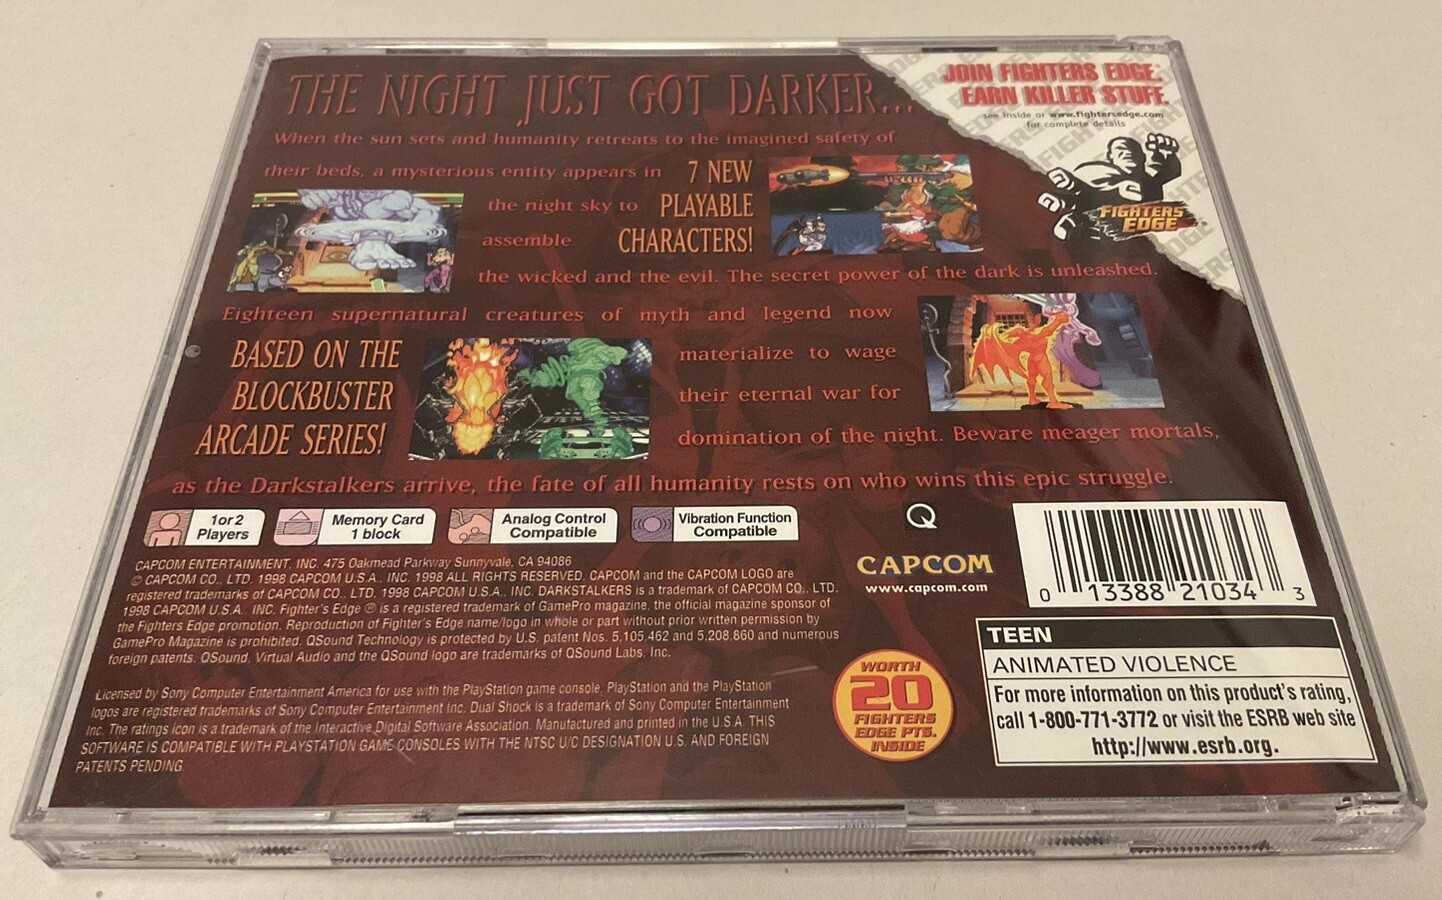 THE NIGHT JUST GOT DARKER...
JOIN FIGHTERS EDGE.
EARN KILLER STUFF.
see inside or www.fightersedge.com
for complete details
FIGHTERS
EDGE
When the sun sets and humanity retreats to the imagined safety of
their beds, a mysterious entity appears in
7 NEW
PLAYABLE
CHARACTERS!
the night sky to
assemble
the wicked and the evil. The secret power of the dark is unleashed.
Eighteen supernatural creatures of myth and legend now
BASED ON THE
BLOCKBUSTER
ARCADE SERIES!
materialize to wage
their eternal war for
domination of the night. Beware meager mortals,
as the Darkstalkers arrive, the fate of all humanity rests on who wins this epic struggle.
1 or 2
Players
Memory Card
1 block
Analog Control
Compatible
Vibration Function
Compatible
CAPCOM ENTERTAINMENT, INC. 475 Oakmead Parkway Sunnyvale, CA 94086
© CAPCOM CO., LTD. 1998 CAPCOM U.S.A., INC. 1998 ALL RIGHTS RESERVED. CAPCOM and the CAPCOM LOGO are
registered trademarks of CAPCOM CO., LTD. 1998 CAPCOM U.S.A., INC. DARKSTALKERS is a trademark of CAPCOM CO., LTD.
1998 CAPCOM U.S.A., INC. Fighter's Edge ® is a registered trademark of GamePro magazine, the official magazine sponsor of
the Fighters Edge promotion. Reproduction of Fighter's Edge name/logo in whole or part without prior written permission by
GamePro Magazine is prohibited. QSound Technology is protected by U.S. patent Nos. 5,105,462 and 5,208,860 and numerous
foreign patents. QSound, Virtual Audio and the QSound logo are trademarks of QSound Labs, Inc.
Licensed by Sony Computer Entertainment America for use with the PlayStation game console. PlayStation and the PlayStation
logos are registered trademarks of Sony Computer Entertainment Inc. Dual Shock is a trademark of Sony Computer Entertainment
Inc. The ratings icon is a trademark of the Interactive Digital Software Association. Manufactured and printed in the U.S.A. THIS
SOFTWARE IS COMPATIBLE WITH PLAYSTATION GAME CONSOLES WITH THE NTSC U/C DESIGNATION U.S. AND FOREIGN
PATENTS PENDING.
Q
CAPCOM
www.capcom.com
0 13388 21034 3
WORTH
20
FIGHTERS
EDGE PTS.
INSIDE
TEEN
ANIMATED VIOLENCE
For more information on this product's rating,
call 1-800-771-3772 or visit the ESRB web site
http://www.esrb.org.